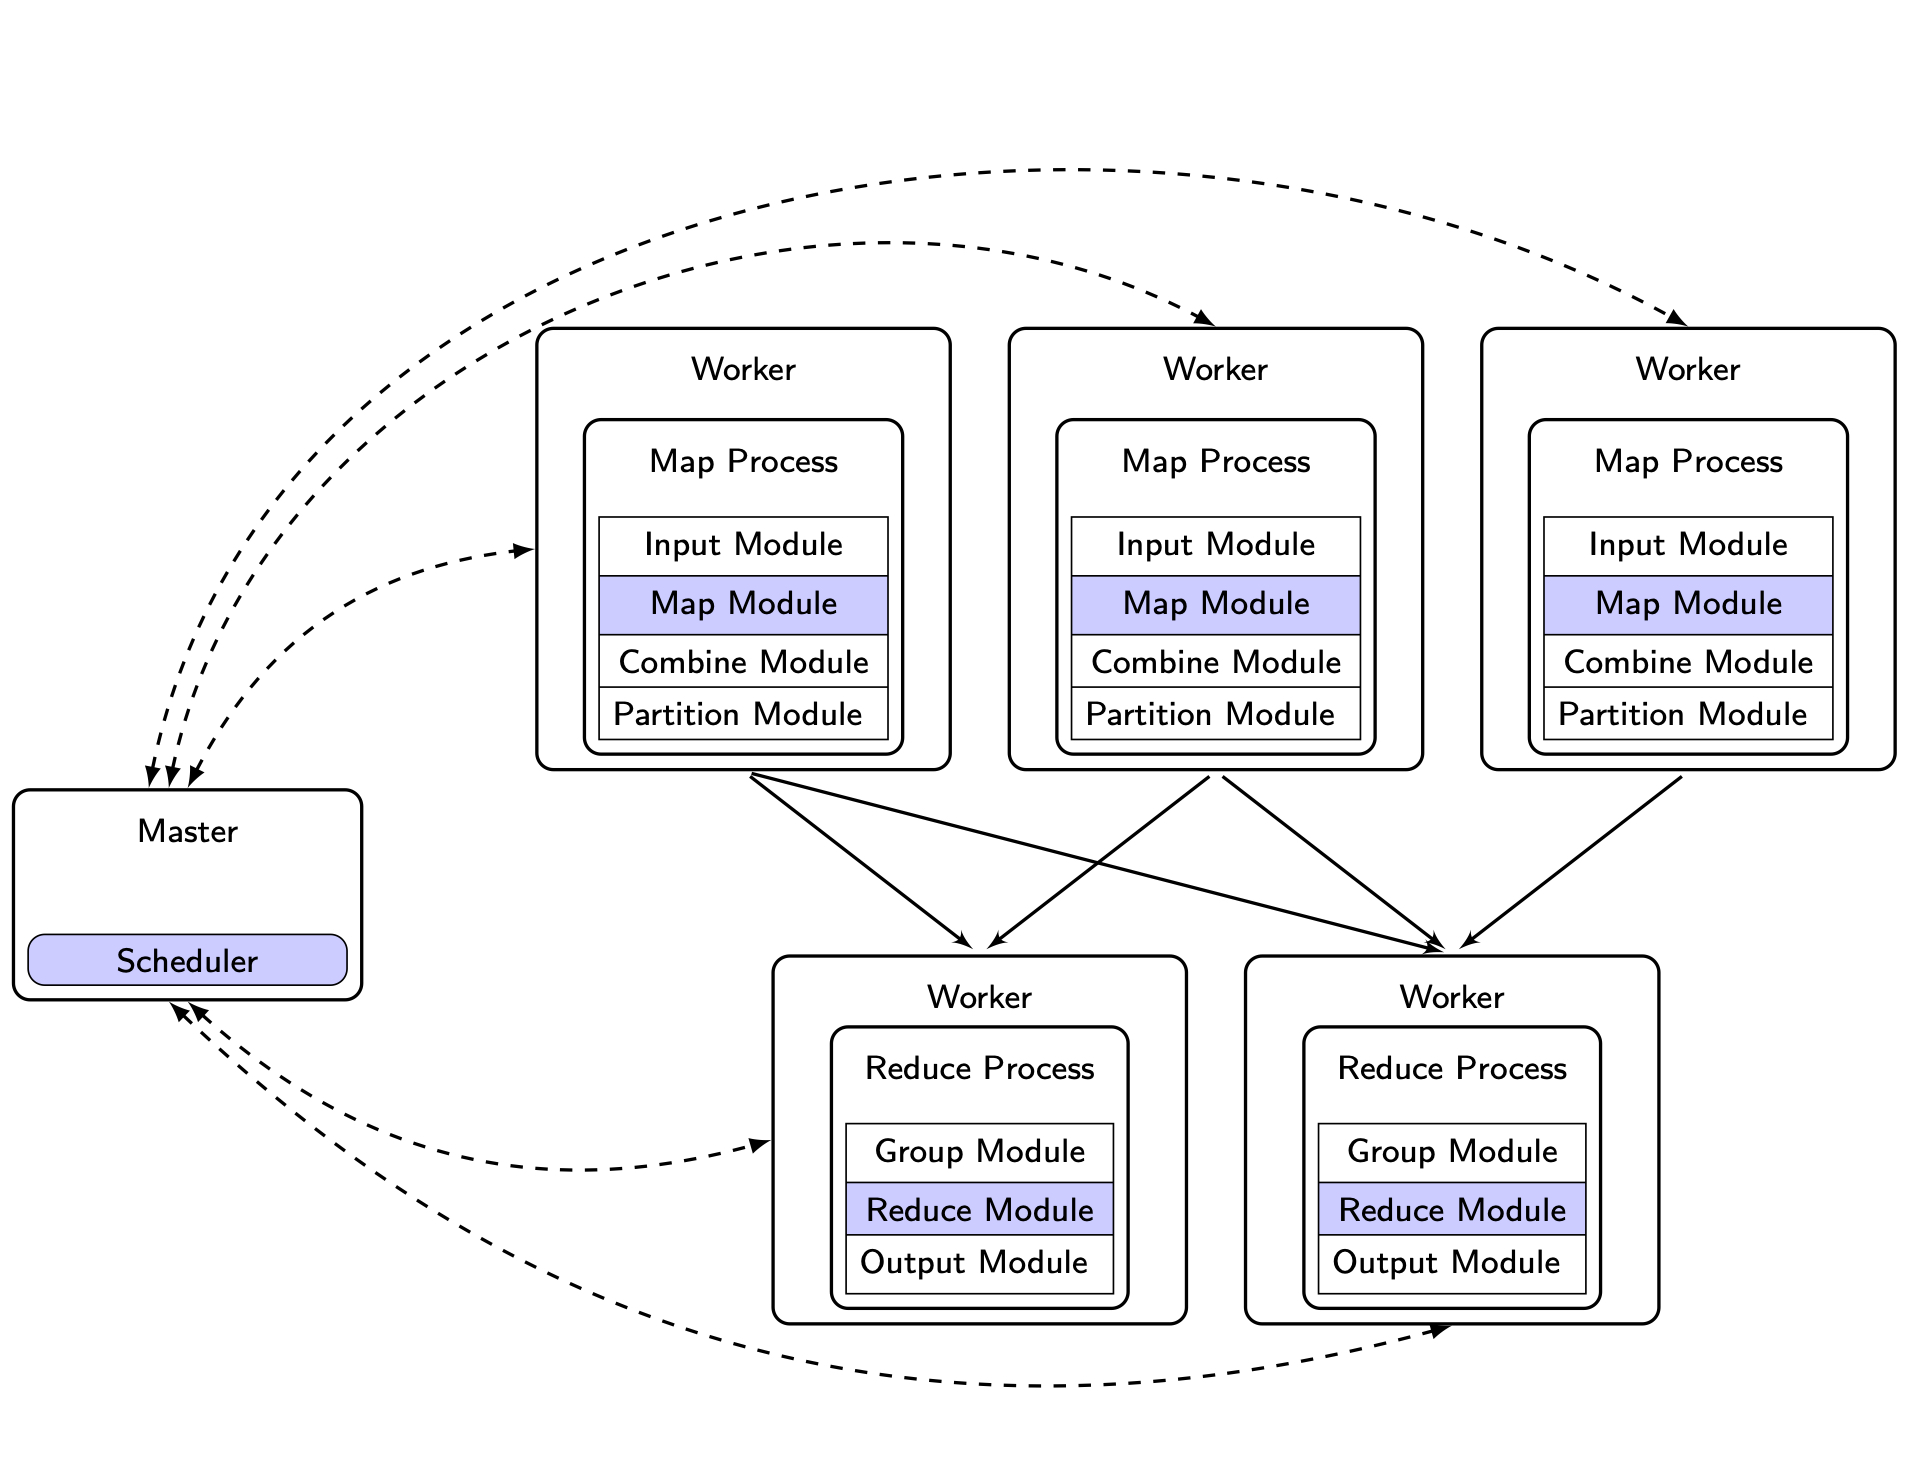 Worker
Map Process
Input Module
Map Module
Combine Module
Partition Module
Worker
Map Process
Input Module
Map Module
Combine Module
Partition Module
Worker
Map Process
Input Module
Map Module
Combine Module
Partition Module
Master
Scheduler
Worker
Reduce Process
Group Module
Reduce Module
Output Module
Worker
Reduce Process
Group Module
Reduce Module
Output Module